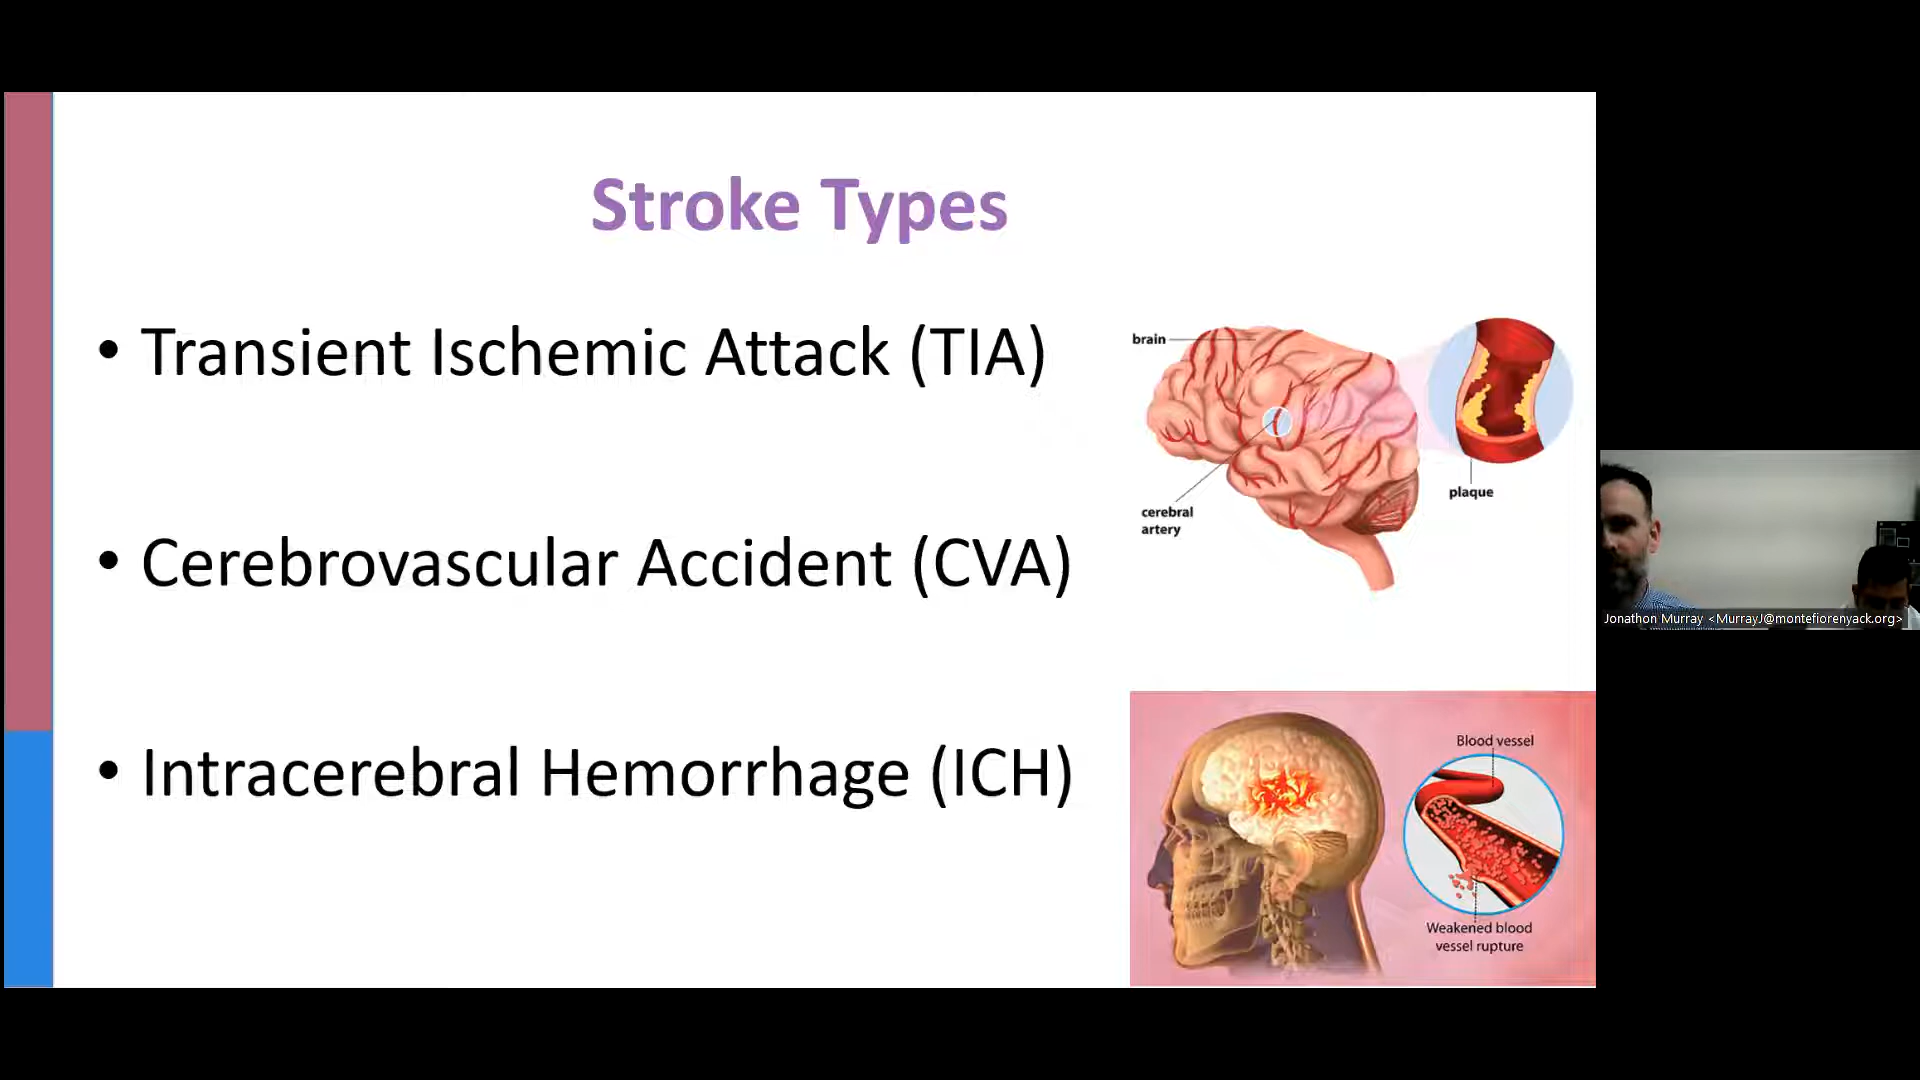 Stroke Types
• Transient Ischemic Attack (TIA)
• Cerebrovascular Accident (CVA)
• Intracerebral Hemorrhage (ICH)
brain
cerebral
artery
plaque
Blood vessel
Weakened blood
vessel rupture
Jonathon Murray <MurrayJ@montefiorenyack.org>